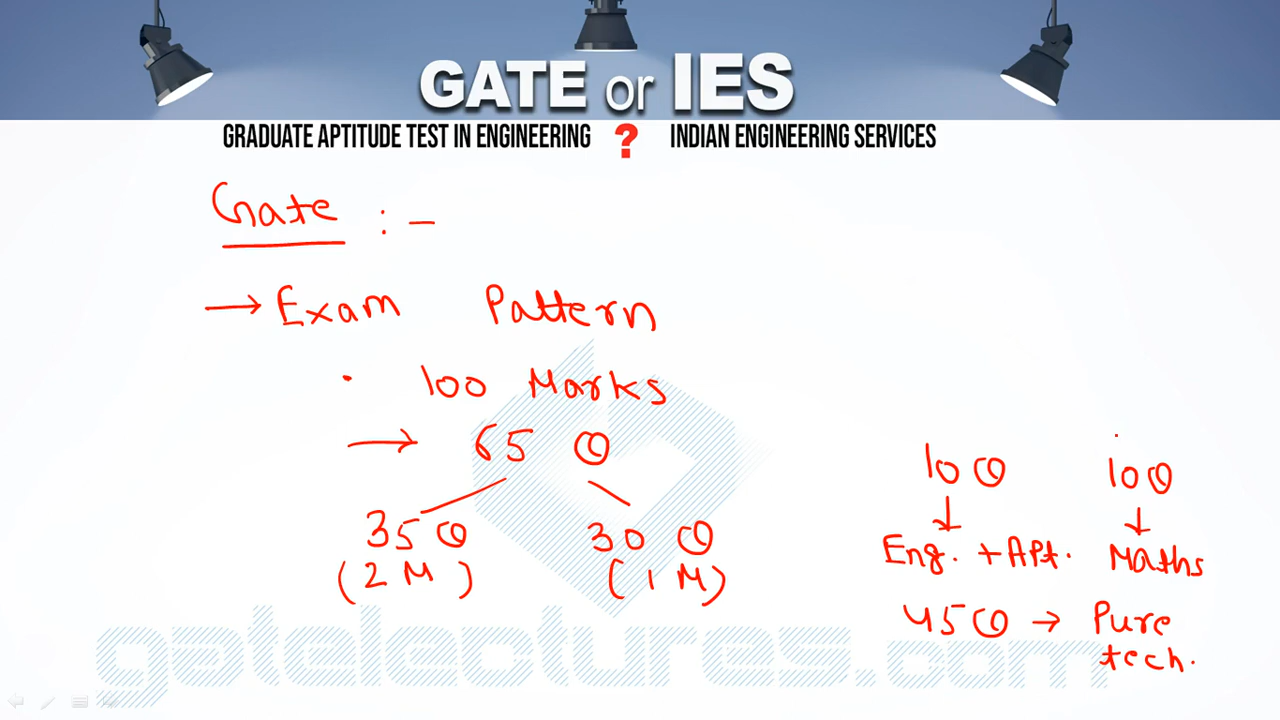 GATE or IES
GRADUATE APTITUDE TEST IN ENGINEERING ? INDIAN ENGINEERING SERVICES
Gate : -
→ Exam Pattern
· 100 Marks
→ 65 Q
35 Q 30 Q
(2 M) (1 M)
10 Q 10 Q
↓ ↓
Eng. + Apt. Maths
45 Q → Pure
tech.
gatelectures.com